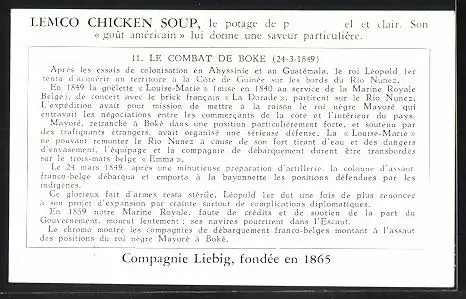 LEMCO CHICKEN SOUP, le potage de p el et clair. Son
« goût américain » lui donne une saveur particulière.
11. LE COMBAT DE BOKE (24-3-1849)
Après les essais de colonisation en Abyssinie et au Guatémala, le roi Léopold 1er
tenta d'acquérir un territoire à la Côte de Guinée sur les bords du Rio Nunez.
En 1849 la goëlette « Louise-Marie » (mise en 1840 au service de la Marine Royale
Belge), de concert avec le brick français « La Dorade », partirent sur le Rio Nunez.
L'expédition avait pour mission de mettre à la raison le roi nègre Mayoré qui
entravait les négociations entre les commerçants de la côte et l'intérieur du pays.
Mayoré, retranché à Boké dans une position particulièrement forte, et soutenu par
des trafiquants étrangers, avait organisé une sérieuse défense. La « Louise-Marie »
ne pouvant remonter le Rio Nunez à cause de son fort tirant d'eau et des dangers
d'envasement, l'équipage et la compagnie de débarquement durent être transbordés
sur le trois-mats belge « Emma ».
Le 24 mars 1849, après une minutieuse préparation d'artillerie, la colonne d'assaut
franco-belge débarqua et emporta à la bayonnette les positions défendues par les
indigènes.
Ce glorieux fait d'armes resta stérile, Léopold 1er dut une fois de plus renoncer
à son projet d'expansion par crainte surtout de complications diplomatiques.
En 1859 notre Marine Royale, faute de crédits et de soutien de la part du
Gouvernement, mourut lentement ; ses navires pourrirent dans l'Escaut.
Le chromo montre les compagnies de débarquement franco-belges montant à l'assaut
des positions du roi nègre Mayoré à Boké.
Compagnie Liebig, fondée en 1865